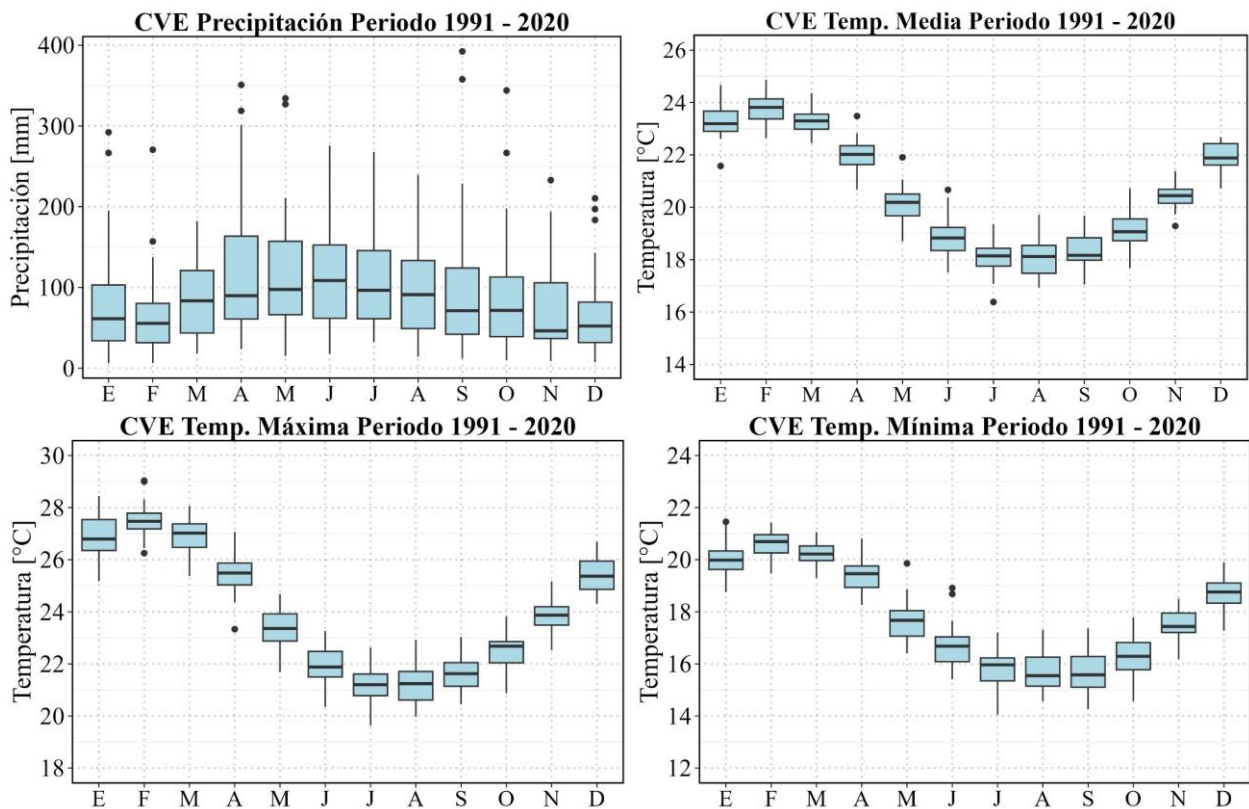 CVE Precipitación Periodo 1991 - 2020
Precipitación [mm]
400
300
200
100
0
E F M A M J J A S O N D
CVE Temp. Media Periodo 1991 - 2020
Temperatura [°C]
26
24
22
20
18
16
14
E F M A M J J A S O N D
CVE Temp. Máxima Periodo 1991 - 2020
Temperatura [°C]
30
28
26
24
22
20
18
E F M A M J J A S O N D
CVE Temp. Mínima Periodo 1991 - 2020
Temperatura [°C]
24
22
20
18
16
14
12
E F M A M J J A S O N D